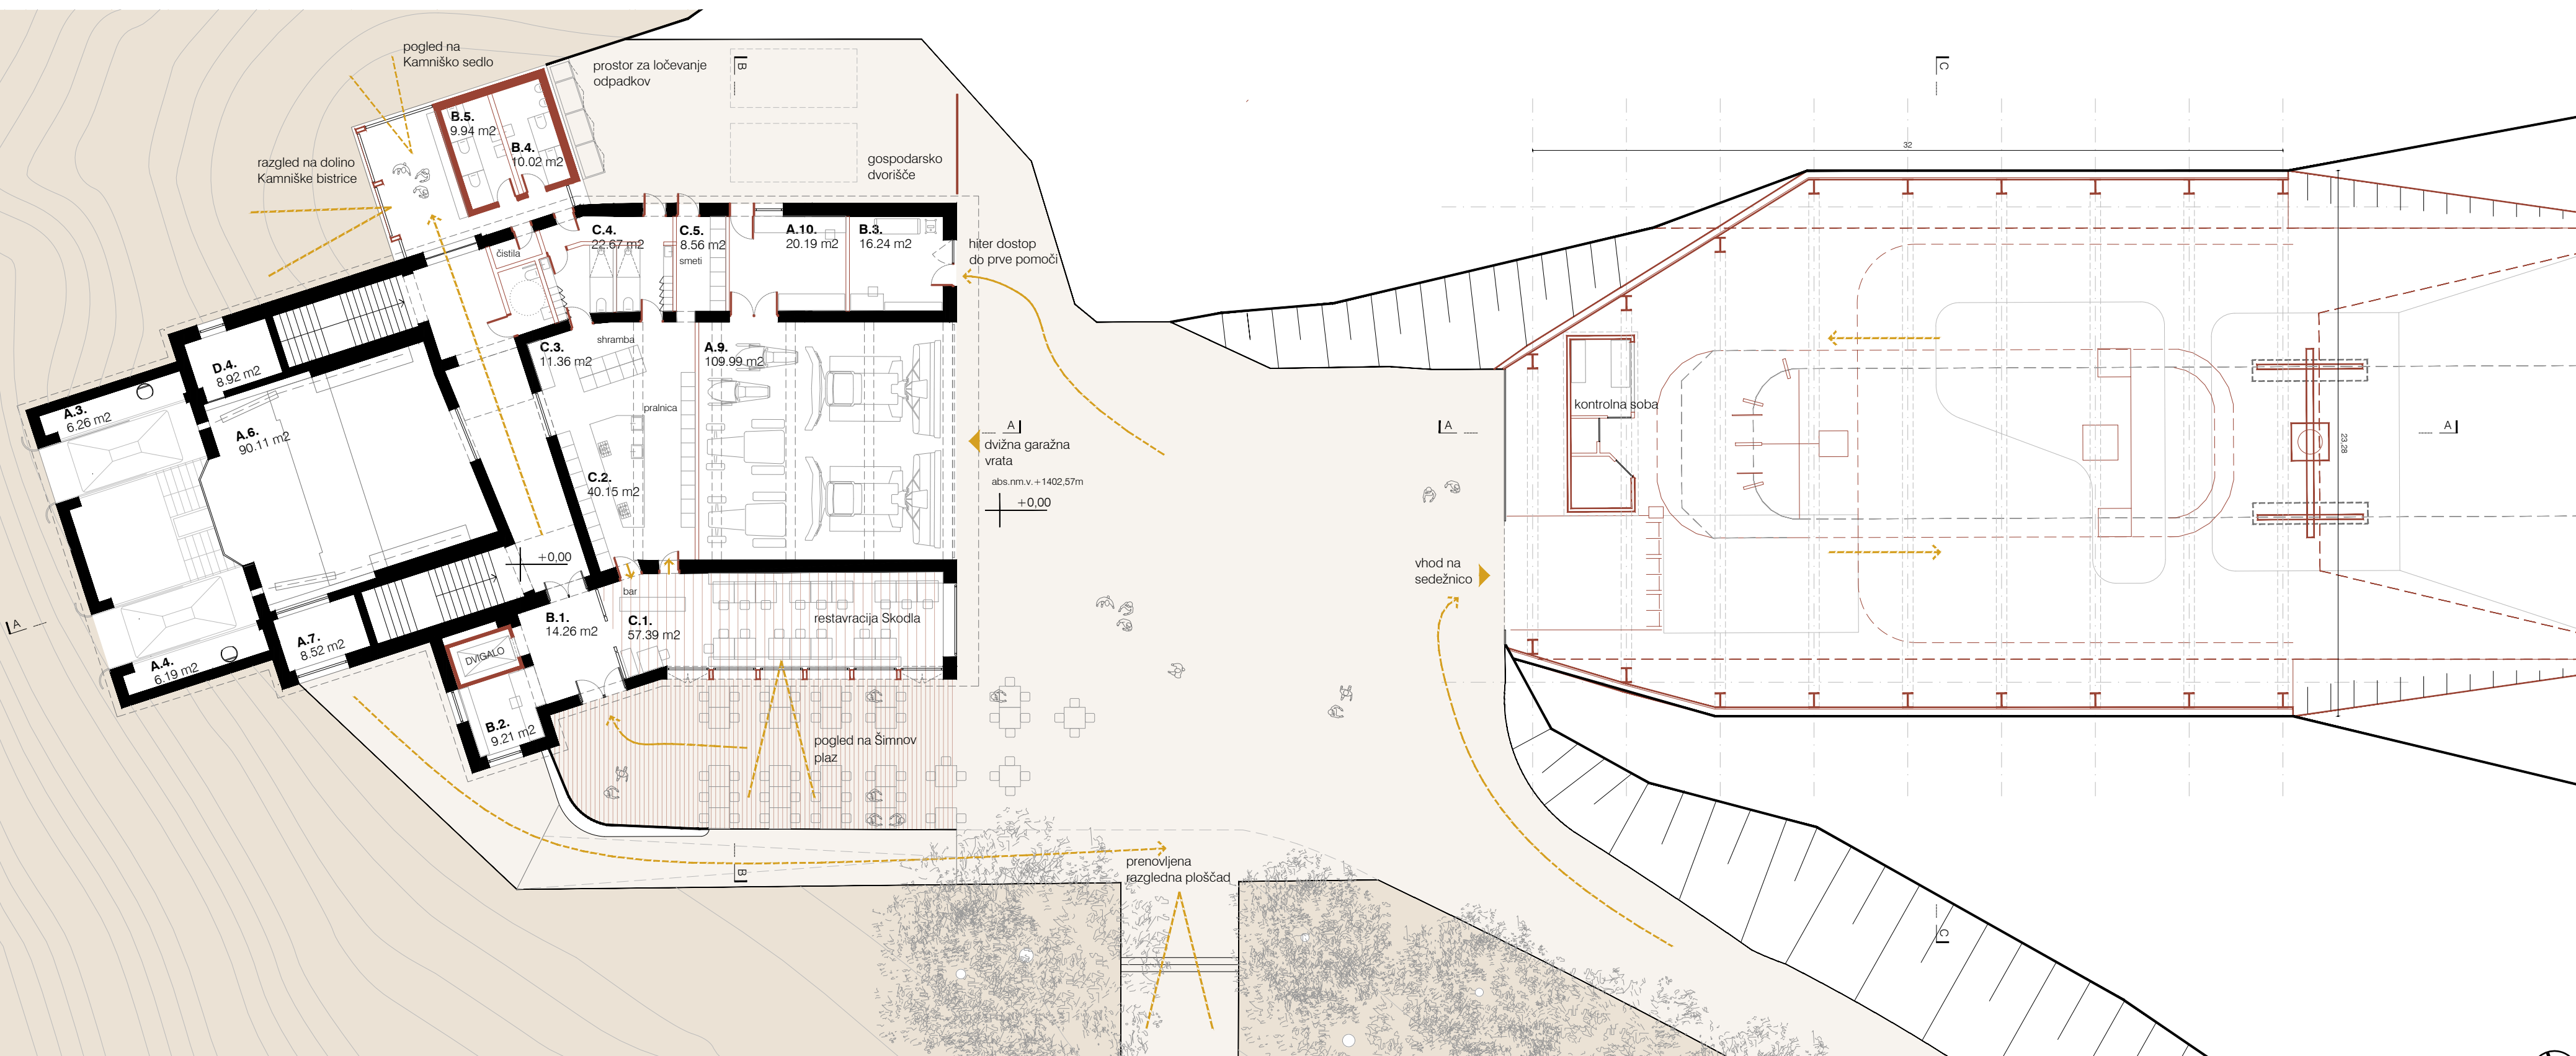 pogled na
Kamniško sedlo
prostor za ločevanje
odpadkov
B
C
B.5.
9.94 m2
B.4.
10.02 m2
razgled na dolino
Kamniške bistrice
gospodarsko
dvorišče
32
čistila
C.4.
22.67 m2
C.5.
8.56 m2
smeti
A.10.
20.19 m2
B.3.
16.24 m2
hiter dostop
do prve pomoči
D.4.
8.92 m2
C.3.
11.36 m2
shramba
A.9.
109.99 m2
A.3.
6.26 m2
A.6.
90.11 m2
pralnica
kontrolna soba
A
dvižna garažna
vrata
A
23.28
A
abs.nm.v.+1402,57m
+0,00
C.2.
40.15 m2
+0,00
vhod na
sedežnico
bar
B.1.
14.26 m2
C.1.
57.39 m2
restavracija Skodla
A
A.7.
8.52 m2
DVIGALO
A.4.
6.19 m2
B.2.
9.21 m2
pogled na Šimnov
plaz
B
prenovljena
razgledna ploščad
C